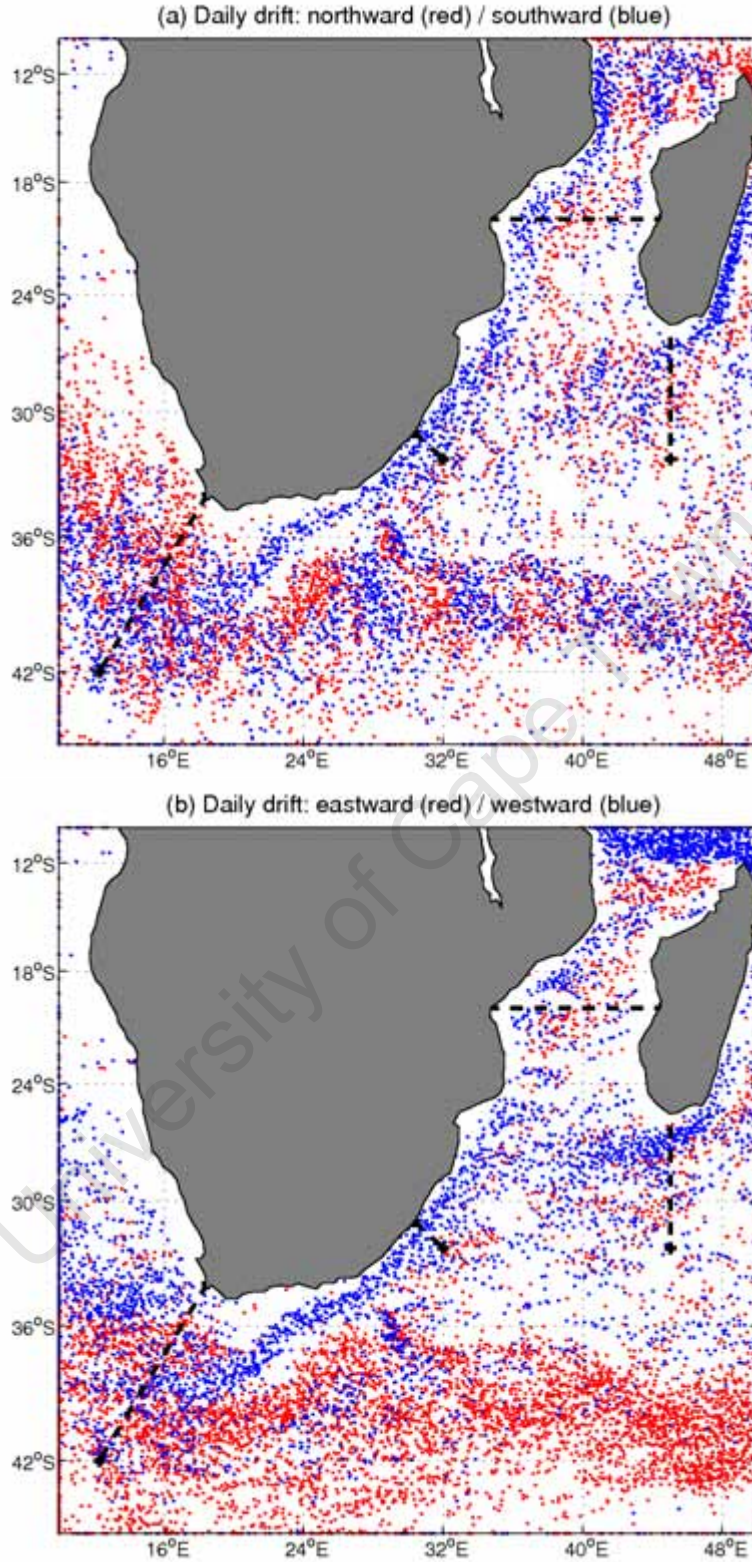 (a) Daily drift: northward (red) / southward (blue)
12°S
18°S
24°S
30°S
36°S
42°S
16°E 24°E 32°E 40°E 48°E
(b) Daily drift: eastward (red) / westward (blue)
12°S
18°S
24°S
30°S
36°S
42°S
16°E 24°E 32°E 40°E 48°E
University of Cape Town